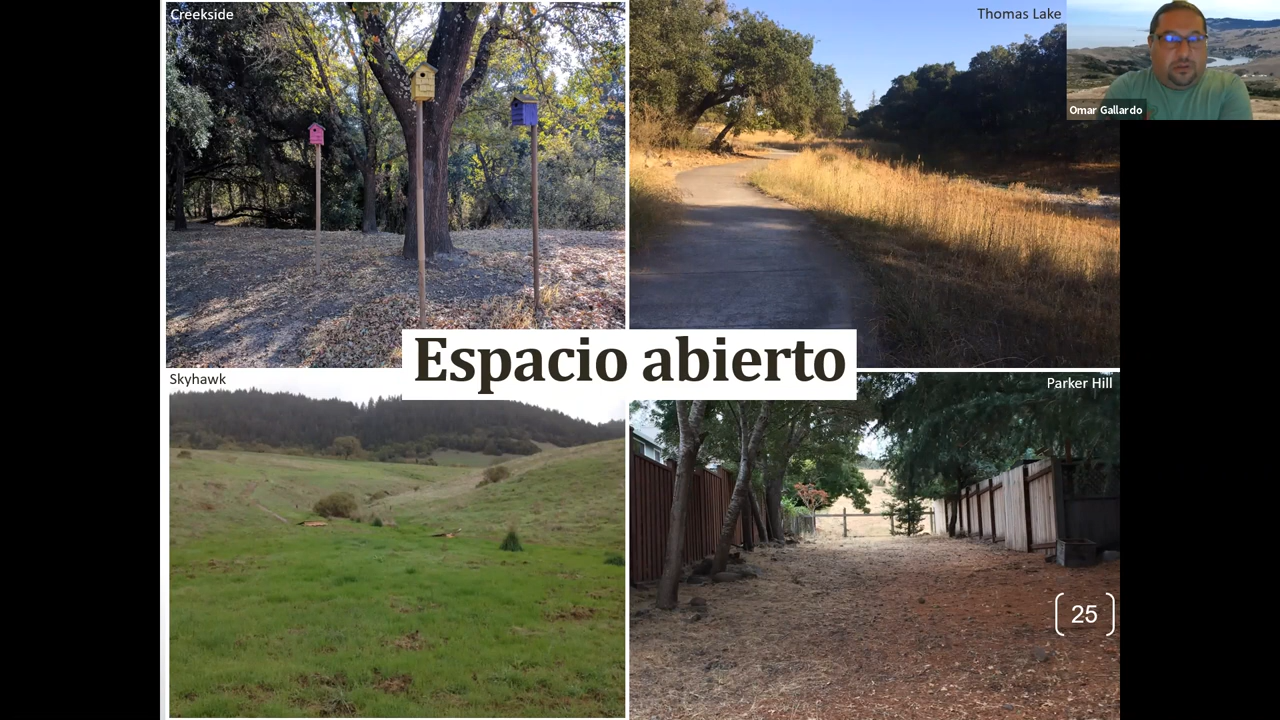 Creekside
Thomas Lake
Omar Gallardo
Espacio abierto
Skyhawk
Parker Hill
25